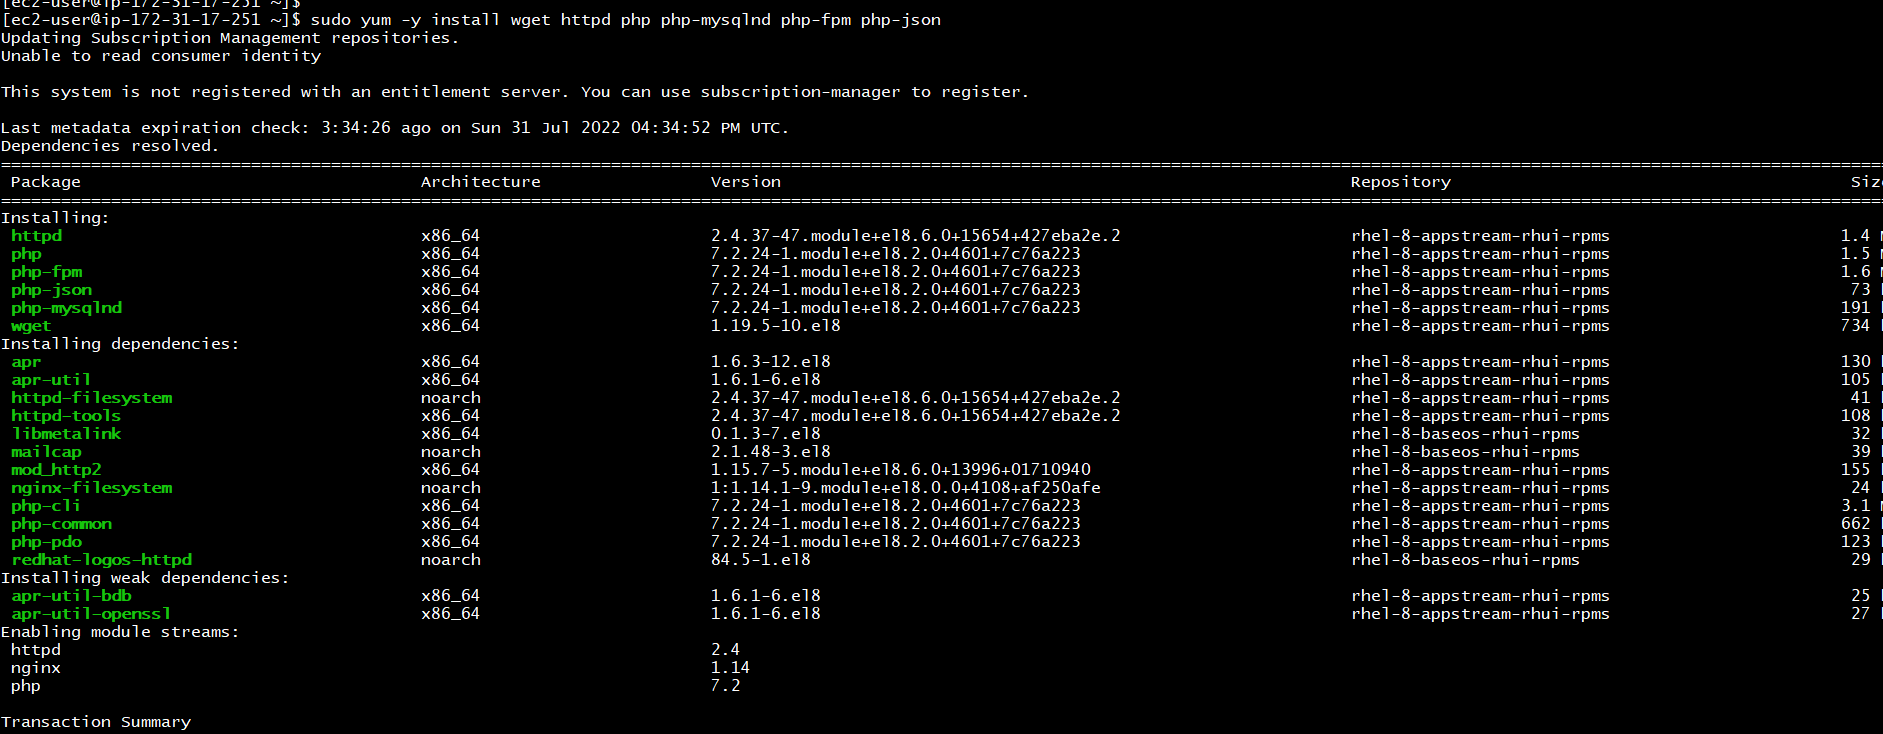 [ec2-user@ip-172-31-17-251 ~]$
[ec2-user@ip-172-31-17-251 ~]$ sudo yum -y install wget httpd php php-mysqlnd php-fpm php-json
Updating Subscription Management repositories.
Unable to read consumer identity
This system is not registered with an entitlement server. You can use subscription-manager to register.
Last metadata expiration check: 3:34:26 ago on Sun 31 Jul 2022 04:34:52 PM UTC.
Dependencies resolved.
Package Architecture Version Repository Siz
Installing:
httpd x86_64 2.4.37-47.module+el8.6.0+15654+427eba2e.2 rhel-8-appstream-rhui-rpms 1.4
php x86_64 7.2.24-1.module+el8.2.0+4601+7c76a223 rhel-8-appstream-rhui-rpms 1.5
php-fpm x86_64 7.2.24-1.module+el8.2.0+4601+7c76a223 rhel-8-appstream-rhui-rpms 1.6
php-json x86_64 7.2.24-1.module+el8.2.0+4601+7c76a223 rhel-8-appstream-rhui-rpms 73
php-mysqlnd x86_64 7.2.24-1.module+el8.2.0+4601+7c76a223 rhel-8-appstream-rhui-rpms 191
wget x86_64 1.19.5-10.el8 rhel-8-appstream-rhui-rpms 734
Installing dependencies:
apr x86_64 1.6.3-12.el8 rhel-8-appstream-rhui-rpms 130
apr-util x86_64 1.6.1-6.el8 rhel-8-appstream-rhui-rpms 105
httpd-filesystem noarch 2.4.37-47.module+el8.6.0+15654+427eba2e.2 rhel-8-appstream-rhui-rpms 41
httpd-tools x86_64 2.4.37-47.module+el8.6.0+15654+427eba2e.2 rhel-8-appstream-rhui-rpms 108
libmetalink x86_64 0.1.3-7.el8 rhel-8-baseos-rhui-rpms 32
mailcap noarch 2.1.48-3.el8 rhel-8-baseos-rhui-rpms 39
mod_http2 x86_64 1.15.7-5.module+el8.6.0+13996+01710940 rhel-8-appstream-rhui-rpms 155
nginx-filesystem noarch 1:1.14.1-9.module+el8.0.0+4108+af250afe rhel-8-appstream-rhui-rpms 24
php-cli x86_64 7.2.24-1.module+el8.2.0+4601+7c76a223 rhel-8-appstream-rhui-rpms 3.1
php-common x86_64 7.2.24-1.module+el8.2.0+4601+7c76a223 rhel-8-appstream-rhui-rpms 662
php-pdo x86_64 7.2.24-1.module+el8.2.0+4601+7c76a223 rhel-8-appstream-rhui-rpms 123
redhat-logos-httpd noarch 84.5-1.el8 rhel-8-baseos-rhui-rpms 29
Installing weak dependencies:
apr-util-bdb x86_64 1.6.1-6.el8 rhel-8-appstream-rhui-rpms 25
apr-util-openssl x86_64 1.6.1-6.el8 rhel-8-appstream-rhui-rpms 27
Enabling module streams:
httpd 2.4
nginx 1.14
php 7.2
Transaction Summary